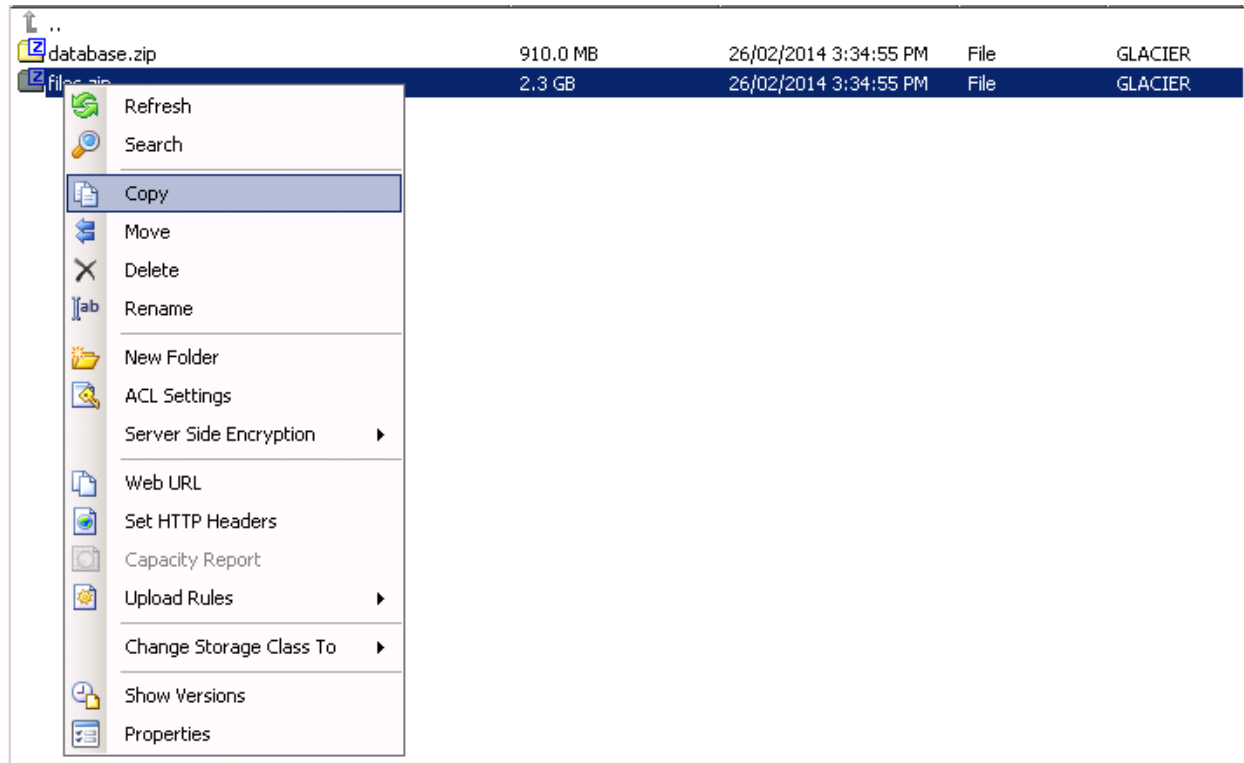 ..
database.zip 910.0 MB 26/02/2014 3:34:55 PM File GLACIER
files.zip 2.3 GB 26/02/2014 3:34:55 PM File GLACIER
Refresh
Search
Copy
Move
Delete
Rename
New Folder
ACL Settings
Server Side Encryption
Web URL
Set HTTP Headers
Capacity Report
Upload Rules
Change Storage Class To
Show Versions
Properties